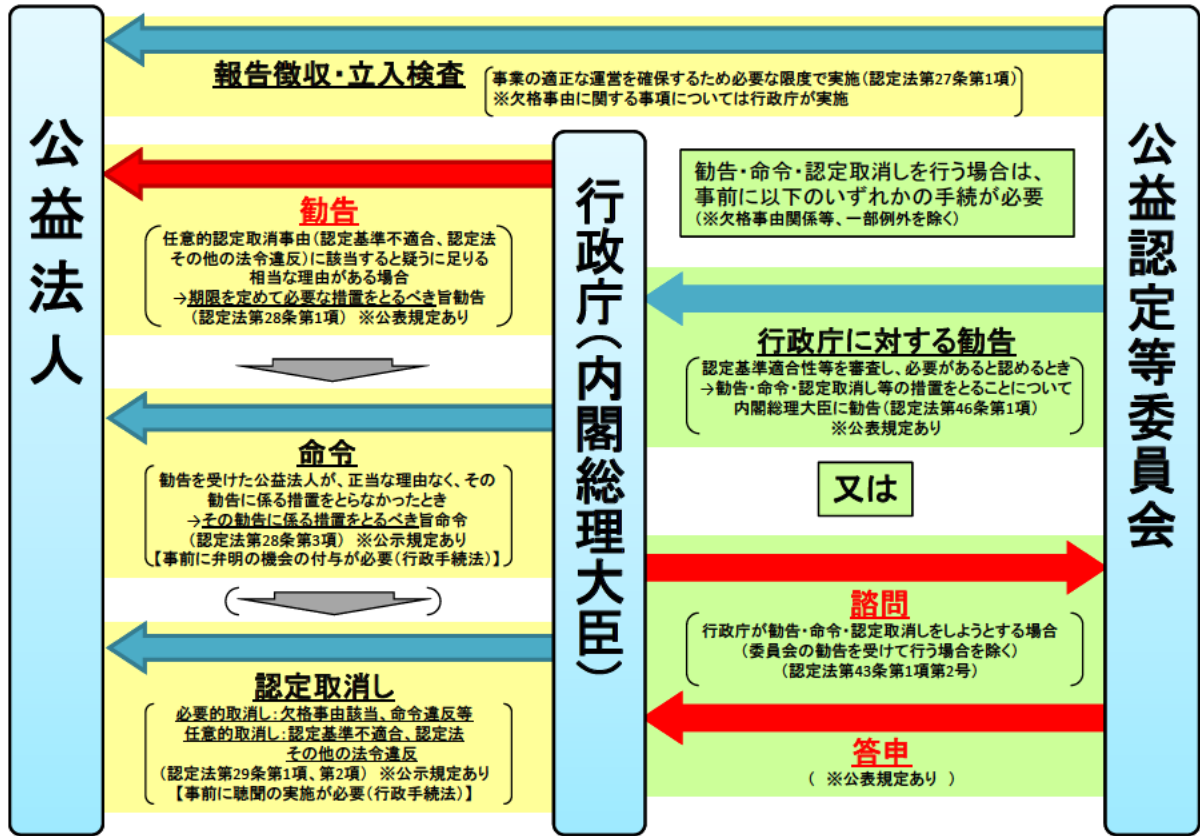 公益法人
報告徴収・立入検査
事業の適正な運営を確保するため必要な限度で実施(認定法第27条第1項)
※欠格事由に関する事項については行政庁が実施
勧告
任意的認定取消事由(認定基準不適合、認定法
その他の法令違反)に該当すると疑うに足りる
相当な理由がある場合
→期限を定めて必要な措置をとるべき旨勧告
(認定法第28条第1項) ※公表規定あり
命令
勧告を受けた公益法人が、正当な理由なく、その
勧告に係る措置をとらなかったとき
→その勧告に係る措置をとるべき旨命令
(認定法第28条第3項) ※公示規定あり
【事前に弁明の機会の付与が必要(行政手続法)】
認定取消し
必要的取消し:欠格事由該当、命令違反等
任意的取消し:認定基準不適合、認定法
その他の法令違反
(認定法第29条第1項、第2項) ※公示規定あり
【事前に聴聞の実施が必要(行政手続法)】
行政庁(内閣総理大臣)
勧告・命令・認定取消しを行う場合は、
事前に以下のいずれかの手続が必要
(※欠格事由関係等、一部例外を除く)
行政庁に対する勧告
認定基準適合性等を審査し、必要があると認めるとき
→勧告・命令・認定取消し等の措置をとることについて
内閣総理大臣に勧告(認定法第46条第1項)
※公表規定あり
又は
諮問
行政庁が勧告・命令・認定取消しをしようとする場合
(委員会の勧告を受けて行う場合を除く)
(認定法第43条第1項第2号)
答申
( ※公表規定あり )
公益認定等委員会